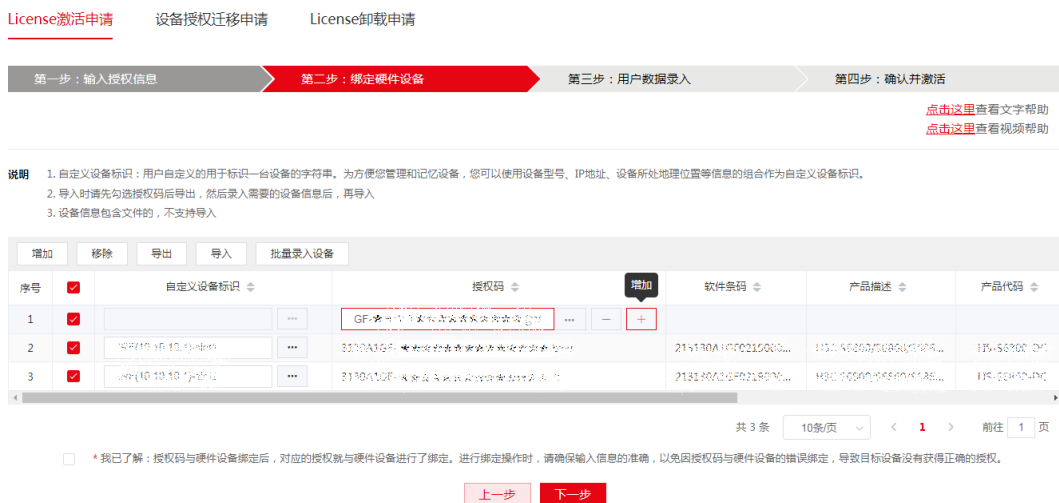 License激活申请 设备授权迁移申请 License卸载申请
第一步：输入授权信息 第二步：绑定硬件设备 第三步：用户数据录入 第四步：确认并激活
点击这里查看文字帮助
点击这里查看视频帮助
说明 1. 自定义设备标识：用户自定义的用于标识一台设备的字符串。为方便您管理和记忆设备，您可以使用设备型号、IP地址、设备所处地理位置等信息的组合作为自定义设备标识。
2. 导入时请先勾选授权码后导出，然后录入需要的设备信息后，再导入
3. 设备信息包含文件的，不支持导入
增加 移除 导出 导入 批量录入设备
增加
序号 自定义设备标识 授权码 软件条码 产品描述 产品代码
1 GF-
2
3
共 3 条 10条/页 < 1 > 前往 1 页
* 我已了解：授权码与硬件设备绑定后，对应的授权就与硬件设备进行了绑定。进行绑定操作时，请确保输入信息的准确，以免因授权码与硬件设备的错误绑定，导致目标设备没有获得正确的授权。
上一步 下一步